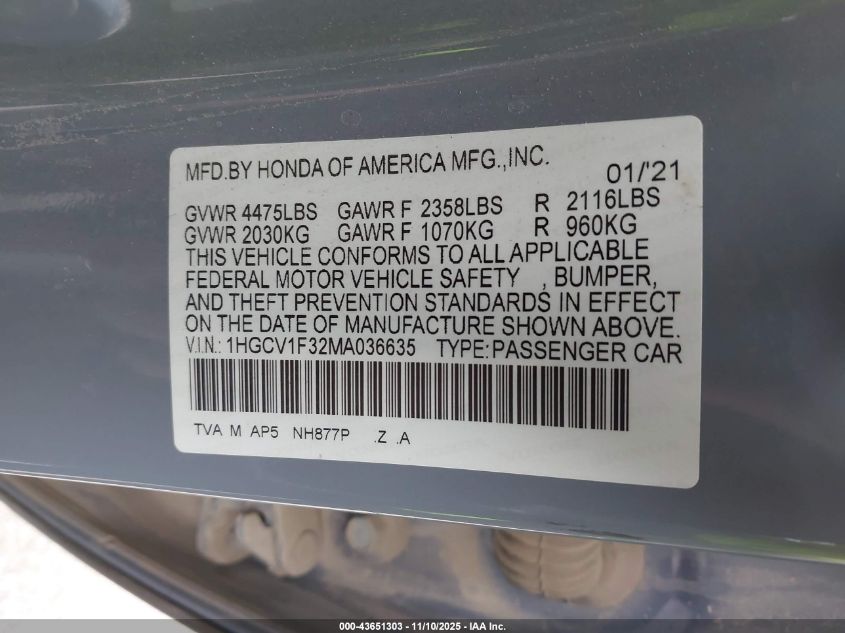 MFD.BY HONDA OF AMERICA MFG.,INC. 01/'21
GVWR 4475LBS GAWR F 2358LBS R 2116LBS
GVWR 2030KG GAWR F 1070KG R 960KG
THIS VEHICLE CONFORMS TO ALL APPLICABLE
FEDERAL MOTOR VEHICLE SAFETY , BUMPER,
AND THEFT PREVENTION STANDARDS IN EFFECT
ON THE DATE OF MANUFACTURE SHOWN ABOVE.
V.I.N.: 1HGCV1F32MA036635 TYPE:PASSENGER CAR
TVA M AP5 NH877P .Z .A
000-43651303 — 11/10/2025 — IAA Inc.